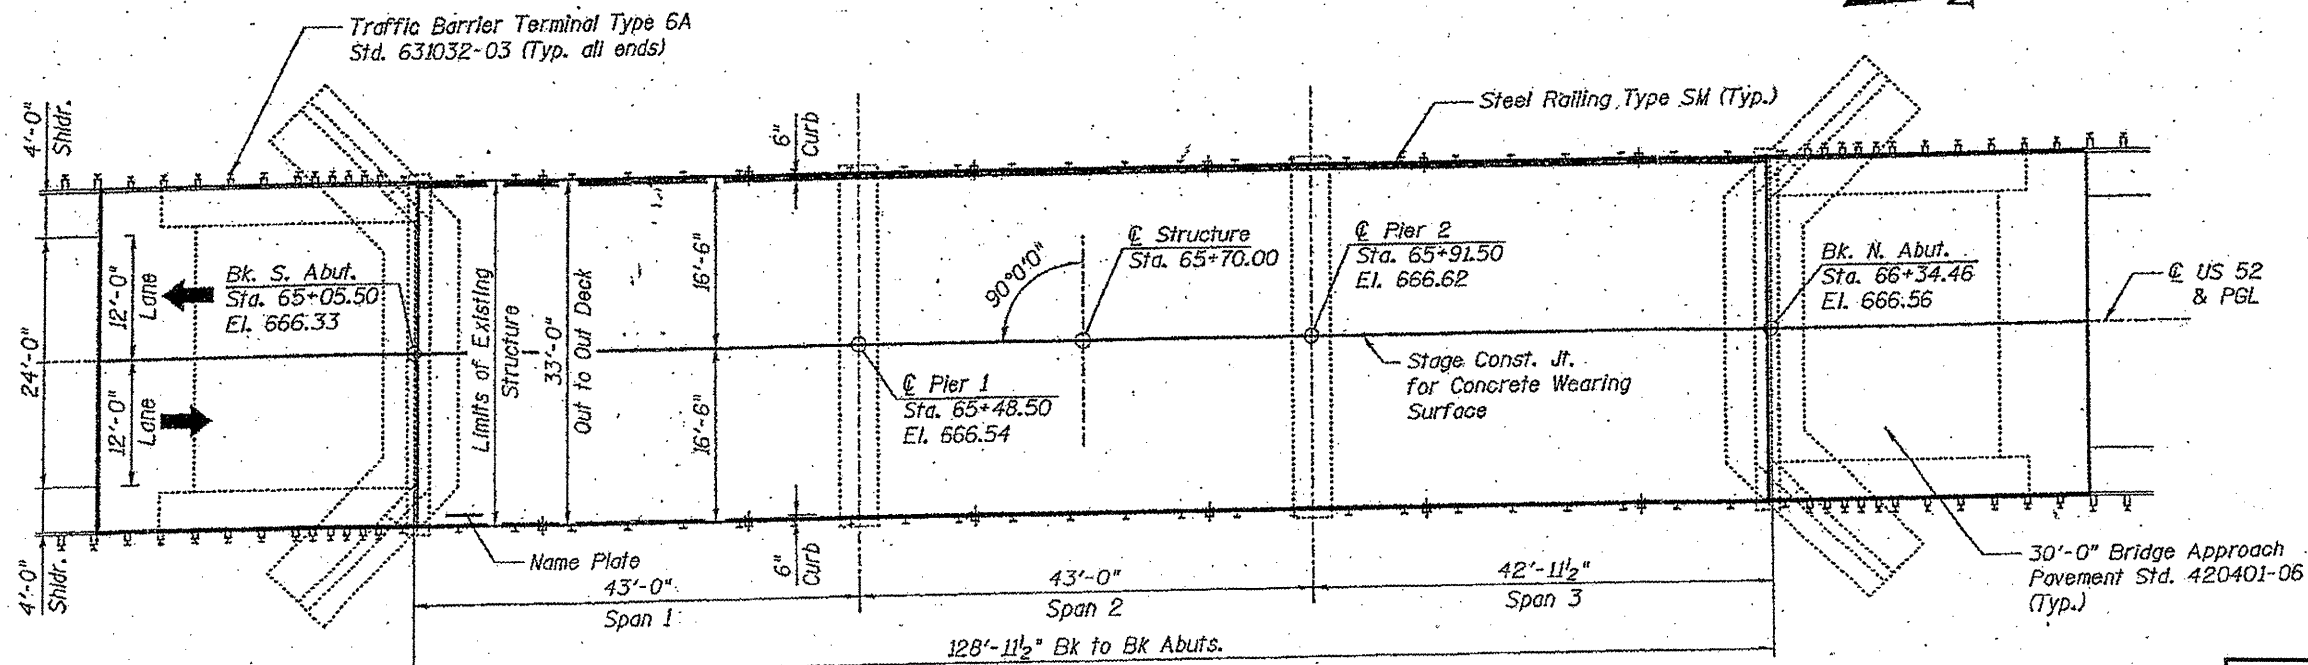 Traffic Barrier Terminal Type 6A
Std. 631032-03 (Typ. all ends)
Steel Railing Type SM (Typ.)
4'-0"
Shldr.
6"
Curb
24'-0"
12'-0"
Lane
12'-0"
Lane
Bk. S. Abut.
Sta. 65+05.50
El. 666.33
Limits of Existing
Structure
33'-0"
Out to Out Deck
16'-6"
16'-6"
90°0'0"
℄ Structure
Sta. 65+70.00
℄ Pier 2
Sta. 65+91.50
El. 666.62
Bk. N. Abut.
Sta. 66+34.46
El. 666.56
℄ US 52
& PGL
℄ Pier 1
Sta. 65+48.50
El. 666.54
Stage Const. Jt.
for Concrete Wearing
Surface
4'-0"
Shldr.
Name Plate
6"
Curb
30'-0" Bridge Approach
Pavement Std. 420401-06
(Typ.)
43'-0"
Span 1
43'-0"
Span 2
42'-11½"
Span 3
128'-11½" Bk to Bk Abuts.